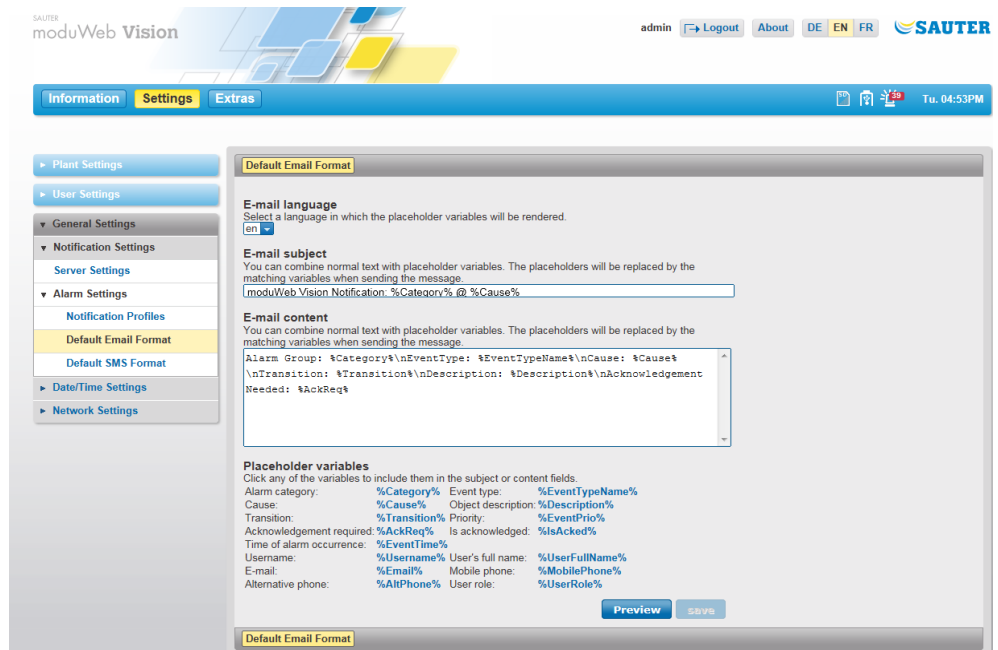 SAUTER
moduWeb Vision
admin Logout About DE EN FR SAUTER
Information Settings Extras
39 Tu. 04:53PM
Plant Settings
User Settings
General Settings
Notification Settings
Server Settings
Alarm Settings
Notification Profiles
Default Email Format
Default SMS Format
Date/Time Settings
Network Settings
Default Email Format
E-mail language
Select a language in which the placeholder variables will be rendered.
en
E-mail subject
You can combine normal text with placeholder variables. The placeholders will be replaced by the
matching variables when sending the message.
moduWeb Vision Notification: %Category% @ %Cause%
E-mail content
You can combine normal text with placeholder variables. The placeholders will be replaced by the
matching variables when sending the message.
Alarm Group: %Category%\nEventType: %EventTypeName%\nCause: %Cause%
\nTransition: %Transition%\nDescription: %Description%\nAcknowledgement
Needed: %AckReq%
Placeholder variables
Click any of the variables to include them in the subject or content fields.
Alarm category: %Category% Event type: %EventTypeName%
Cause: %Cause% Object description: %Description%
Transition: %Transition% Priority: %EventPrio%
Acknowledgement required: %AckReq% Is acknowledged: %IsAcked%
Time of alarm occurrence: %EventTime%
Username: %Username% User's full name: %UserFullName%
E-mail: %Email% Mobile phone: %MobilePhone%
Alternative phone: %AltPhone% User role: %UserRole%
Preview save
Default Email Format